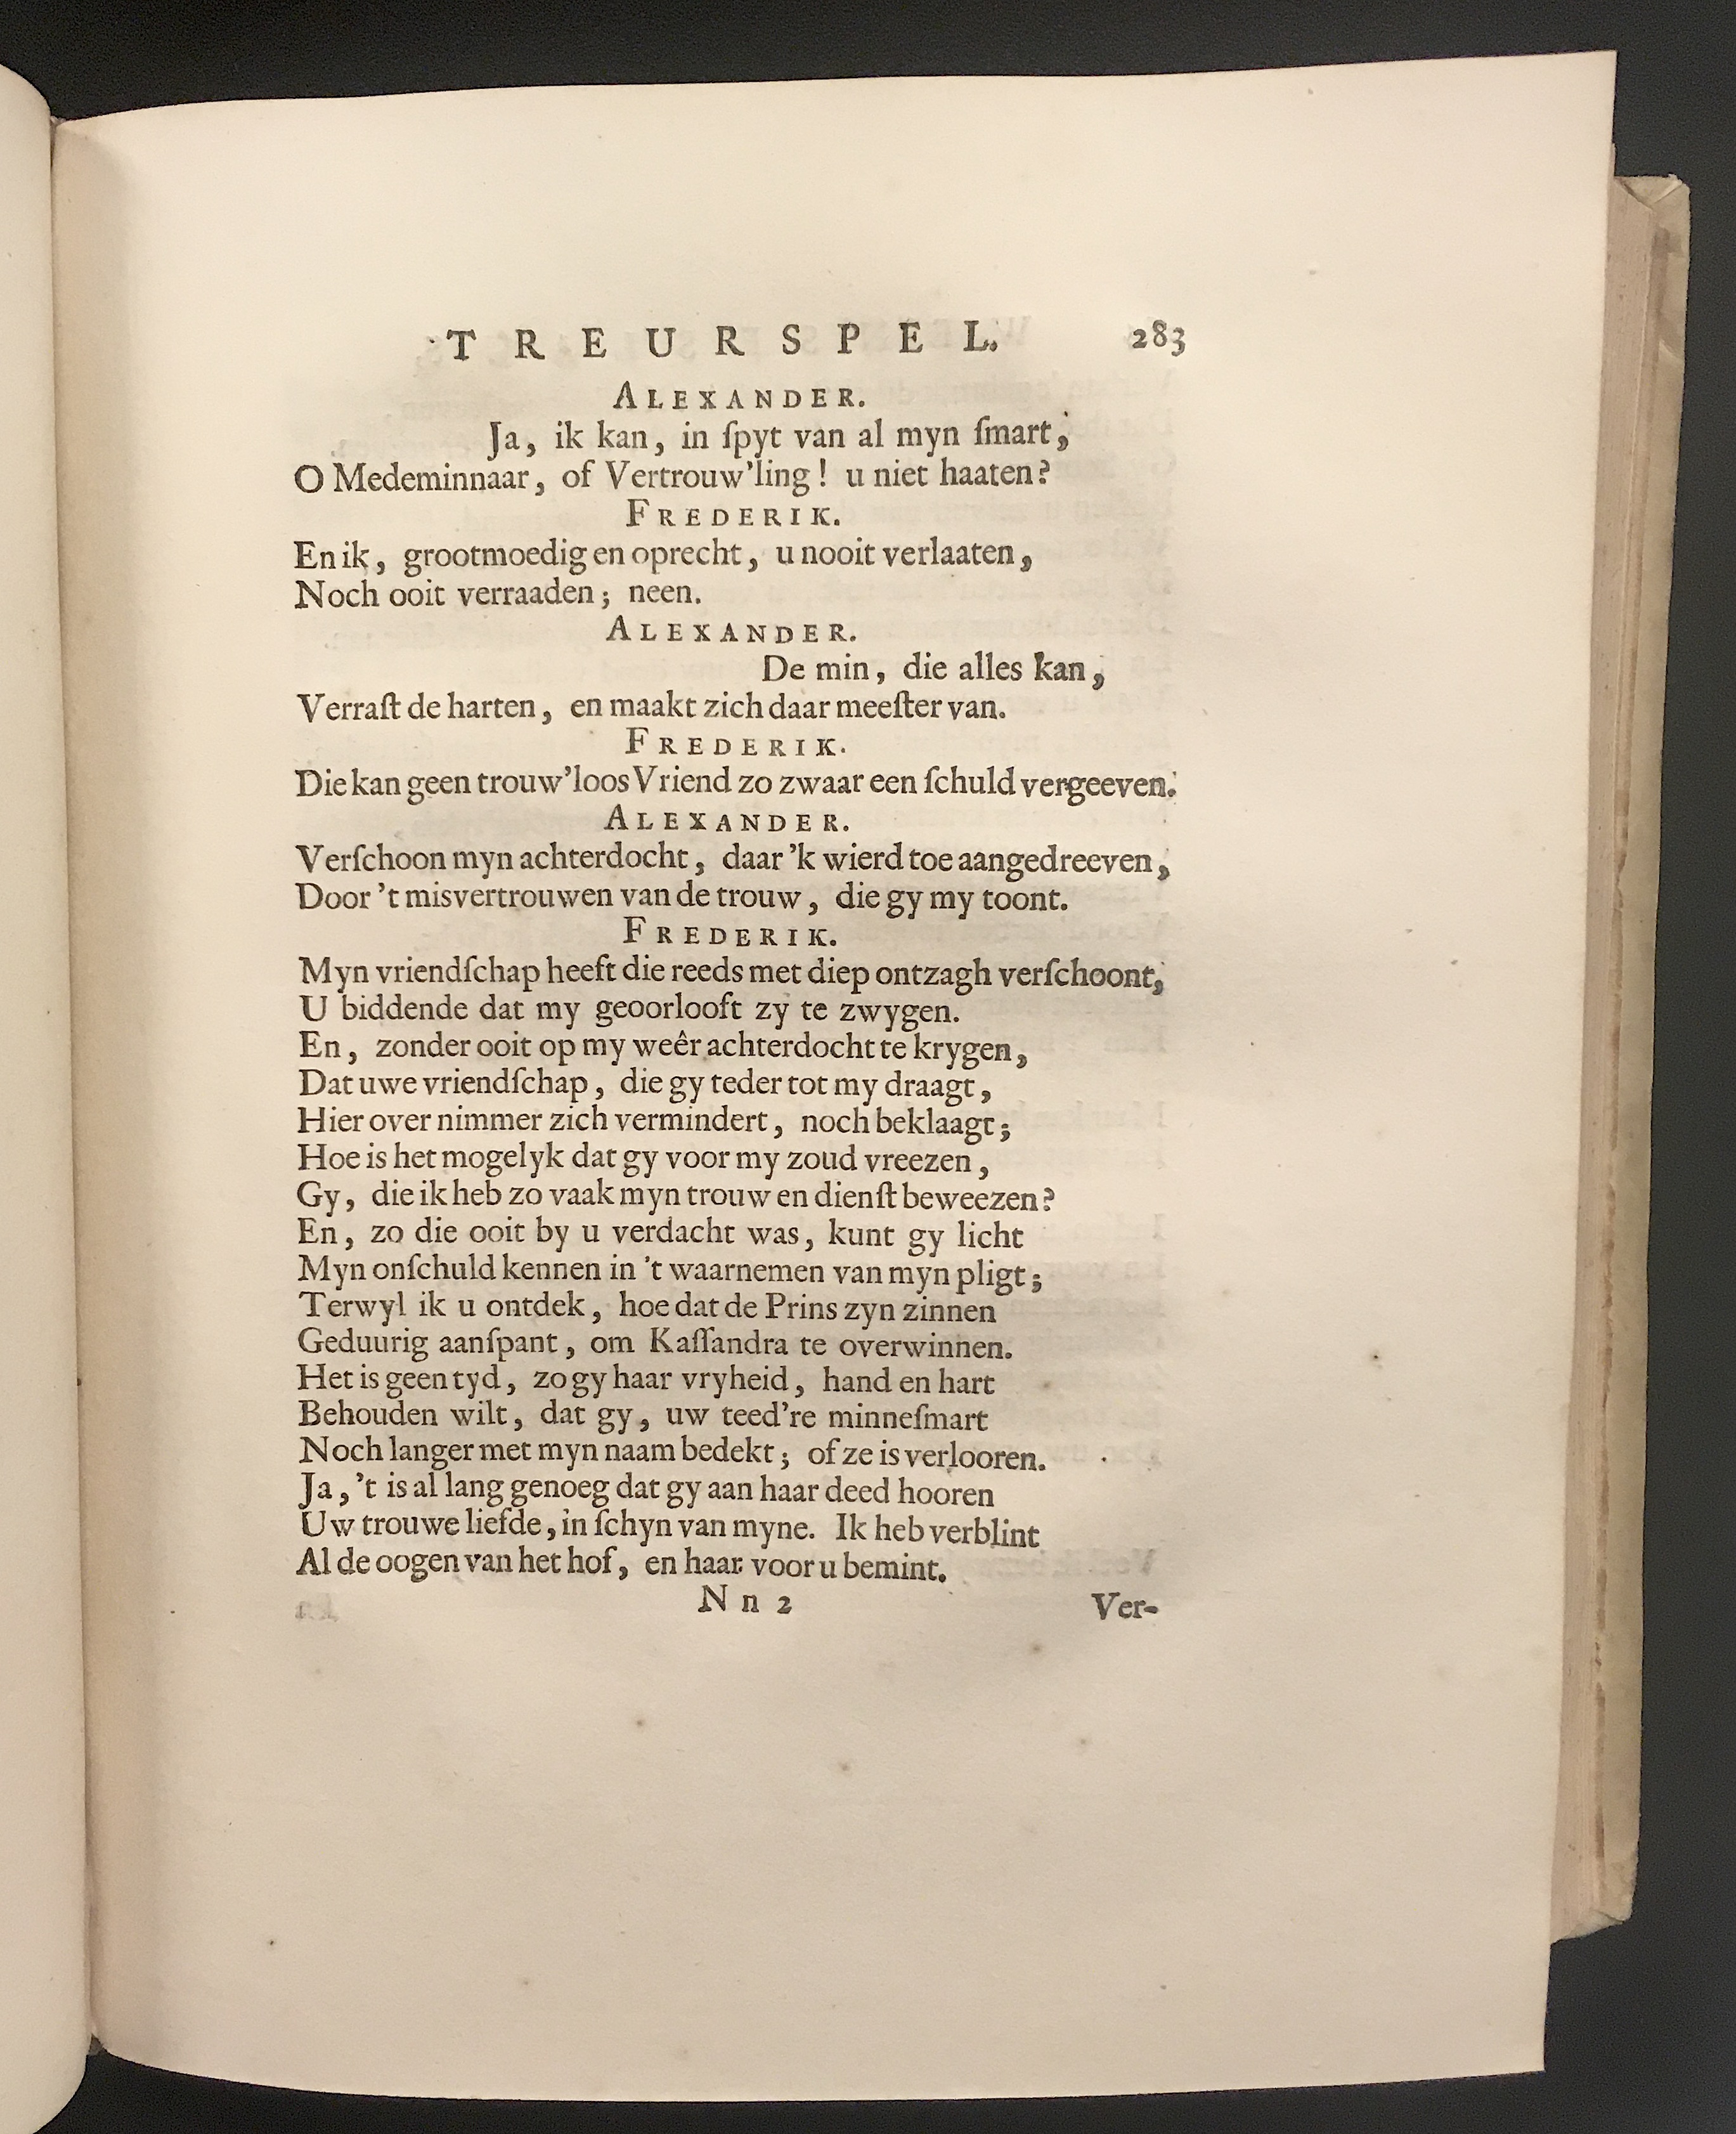 TREURSPEL. 283
ALEXANDER.
Ja, ik kan, in ſpyt van al myn ſmart,
O Medeminnaar, of Vertrouw'ling! u niet haaten?
FREDERIK.
En ik, grootmoedig en oprecht, u nooit verlaaten,
Noch ooit verraaden; neen.
ALEXANDER.
De min, die alles kan,
Verraſt de harten, en maakt zich daar meeſter van.
FREDERIK.
Die kan geen trouw'loos Vriend zo zwaar een ſchuld vergeeven.
ALEXANDER.
Verſchoon myn achterdocht, daar 'k wierd toe aangedreeven,
Door 't misvertrouwen van de trouw, die gy my toont.
FREDERIK.
Myn vriendſchap heeft die reeds met diep ontzagh verſchoont,
U biddende dat my geoorlooft zy te zwygen.
En, zonder ooit op my weêr achterdocht te krygen,
Dat uwe vriendſchap, die gy teder tot my draagt,
Hier over nimmer zich vermindert, noch beklaagt;
Hoe is het mogelyk dat gy voor my zoud vreezen,
Gy, die ik heb zo vaak myn trouw en dienſt beweezen?
En, zo die ooit by u verdacht was, kunt gy licht
Myn onſchuld kennen in 't waarnemen van myn pligt;
Terwyl ik u ontdek, hoe dat de Prins zyn zinnen
Geduurig aanſpant, om Kaſſandra te overwinnen.
Het is geen tyd, zo gy haar vryheid, hand en hart
Behouden wilt, dat gy, uw teed're minneſmart
Noch langer met myn naam bedekt; of ze is verlooren.
Ja, 't is al lang genoeg dat gy aan haar deed hooren
Uw trouwe liefde, in ſchyn van myne. Ik heb verblint
Al de oogen van het hof, en haar voor u bemint.
Nn 2 Ver-